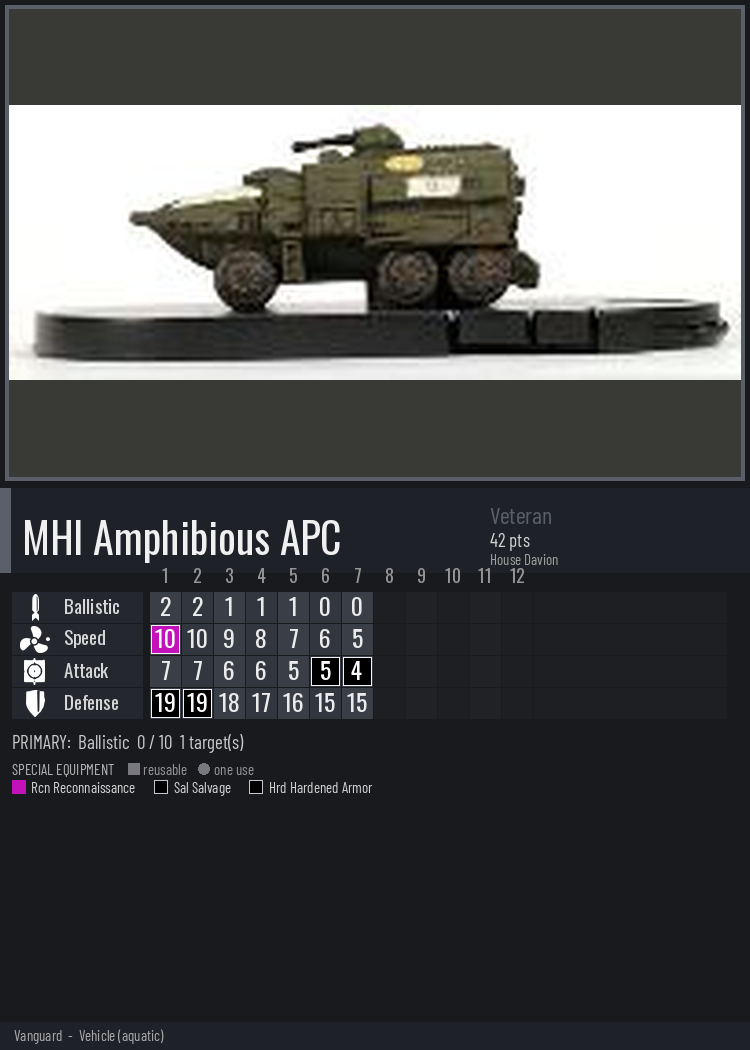 MHI Amphibious APC
Veteran
42 pts
House Davion
1 2 3 4 5 6 7 8 9 10 11 12
Ballistic 2 2 1 1 1 0 0
Speed 10 10 9 8 7 6 5
Attack 7 7 6 6 5 5 4
Defense 19 19 18 17 16 15 15
PRIMARY: Ballistic 0 / 10 1 target(s)
SPECIAL EQUIPMENT reusable one use
Rcn Reconnaissance Sal Salvage Hrd Hardened Armor
Vanguard - Vehicle (aquatic)